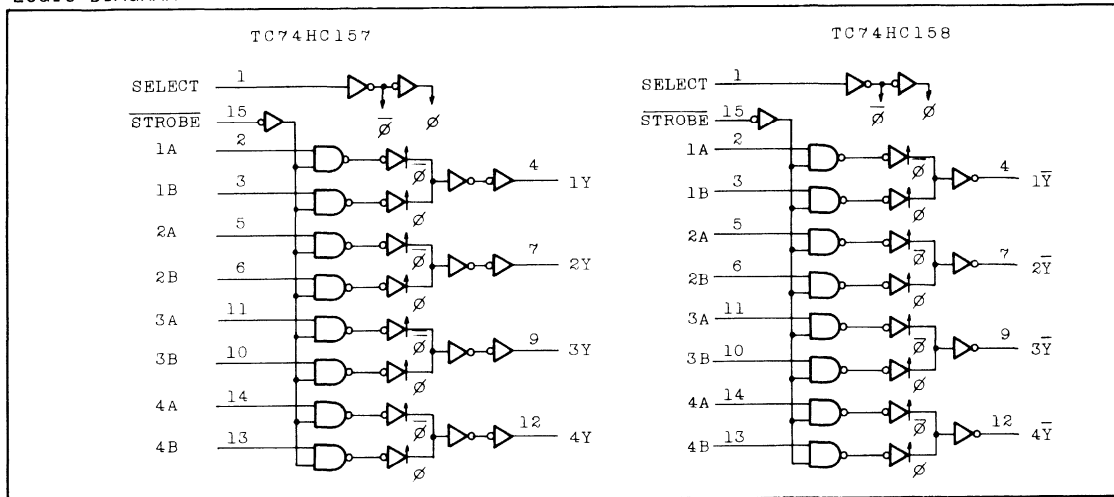 TC74HC157
SELECT 1
φ̅ φ
S̅T̅R̅O̅B̅E̅ 15
1A 2
φ̅ 4 1Y
1B 3
φ
2A 5
φ̅ 7 2Y
2B 6
φ
3A 11
φ̅ 9 3Y
3B 10
φ
4A 14
φ̅ 12 4Y
4B 13
φ
TC74HC158
SELECT 1
φ̅ φ
S̅T̅R̅O̅B̅E̅ 15
1A 2
φ̅ 4 1Y̅
1B 3
φ
2A 5
φ̅ 7 2Y̅
2B 6
φ
3A 11
φ̅ 9 3Y̅
3B 10
φ
4A 14
φ̅ 12 4Y̅
4B 13
φ